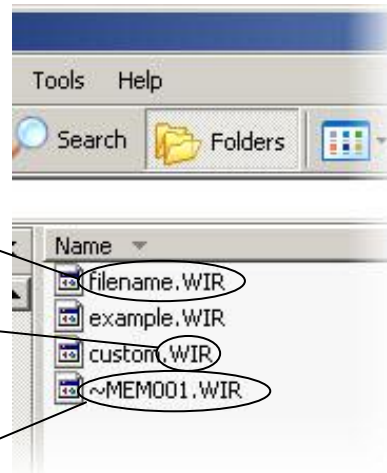 Tools Help
Search Folders
Name
filename.WIR
example.WIR
custom.WIR
~MEM001.WIR